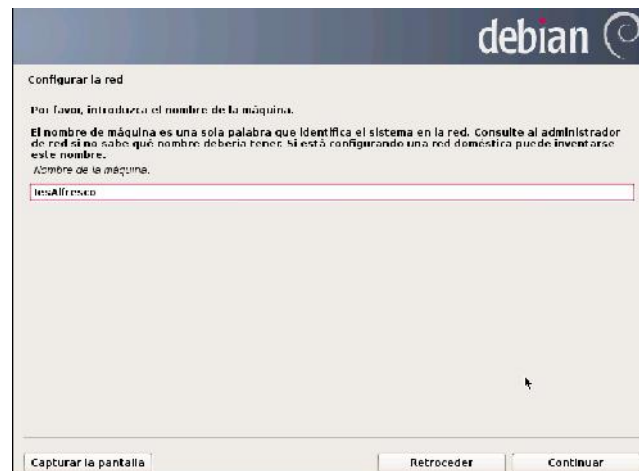 debian
Configurar la red
Por favor, introduzca el nombre de la máquina.
El nombre de máquina es una sola palabra que identifica el sistema en la red. Consulte al administrador
de red si no sabe qué nombre debería tener. Si está configurando una red doméstica puede inventarse
este nombre.
Nombre de la máquina:
IesAlfresco
Capturar la pantalla
Retroceder
Continuar